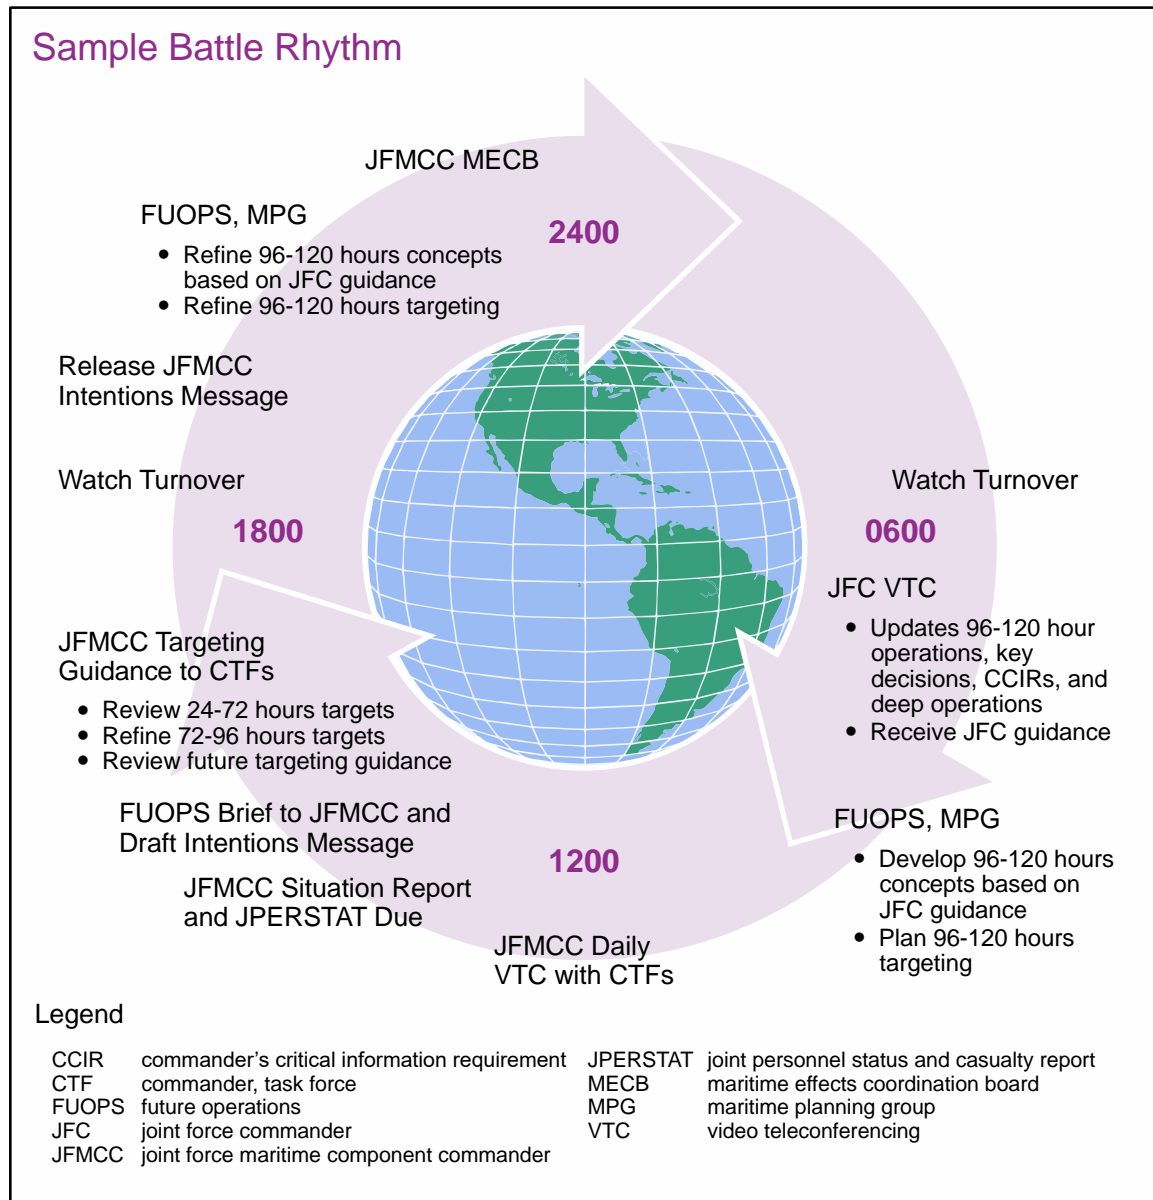 Sample Battle Rhythm
JFMCC MECB
2400
FUOPS, MPG
• Refine 96-120 hours concepts
based on JFC guidance
• Refine 96-120 hours targeting
Release JFMCC
Intentions Message
Watch Turnover
1800
Watch Turnover
0600
JFC VTC
• Updates 96-120 hour
operations, key
decisions, CCIRs, and
deep operations
• Receive JFC guidance
JFMCC Targeting
Guidance to CTFs
• Review 24-72 hours targets
• Refine 72-96 hours targets
• Review future targeting guidance
FUOPS, MPG
• Develop 96-120 hours
concepts based on
JFC guidance
• Plan 96-120 hours
targeting
FUOPS Brief to JFMCC and
Draft Intentions Message
1200
JFMCC Situation Report
and JPERSTAT Due
JFMCC Daily
VTC with CTFs
Legend
CCIR commander's critical information requirement
CTF commander, task force
FUOPS future operations
JFC joint force commander
JFMCC joint force maritime component commander
JPERSTAT joint personnel status and casualty report
MECB maritime effects coordination board
MPG maritime planning group
VTC video teleconferencing